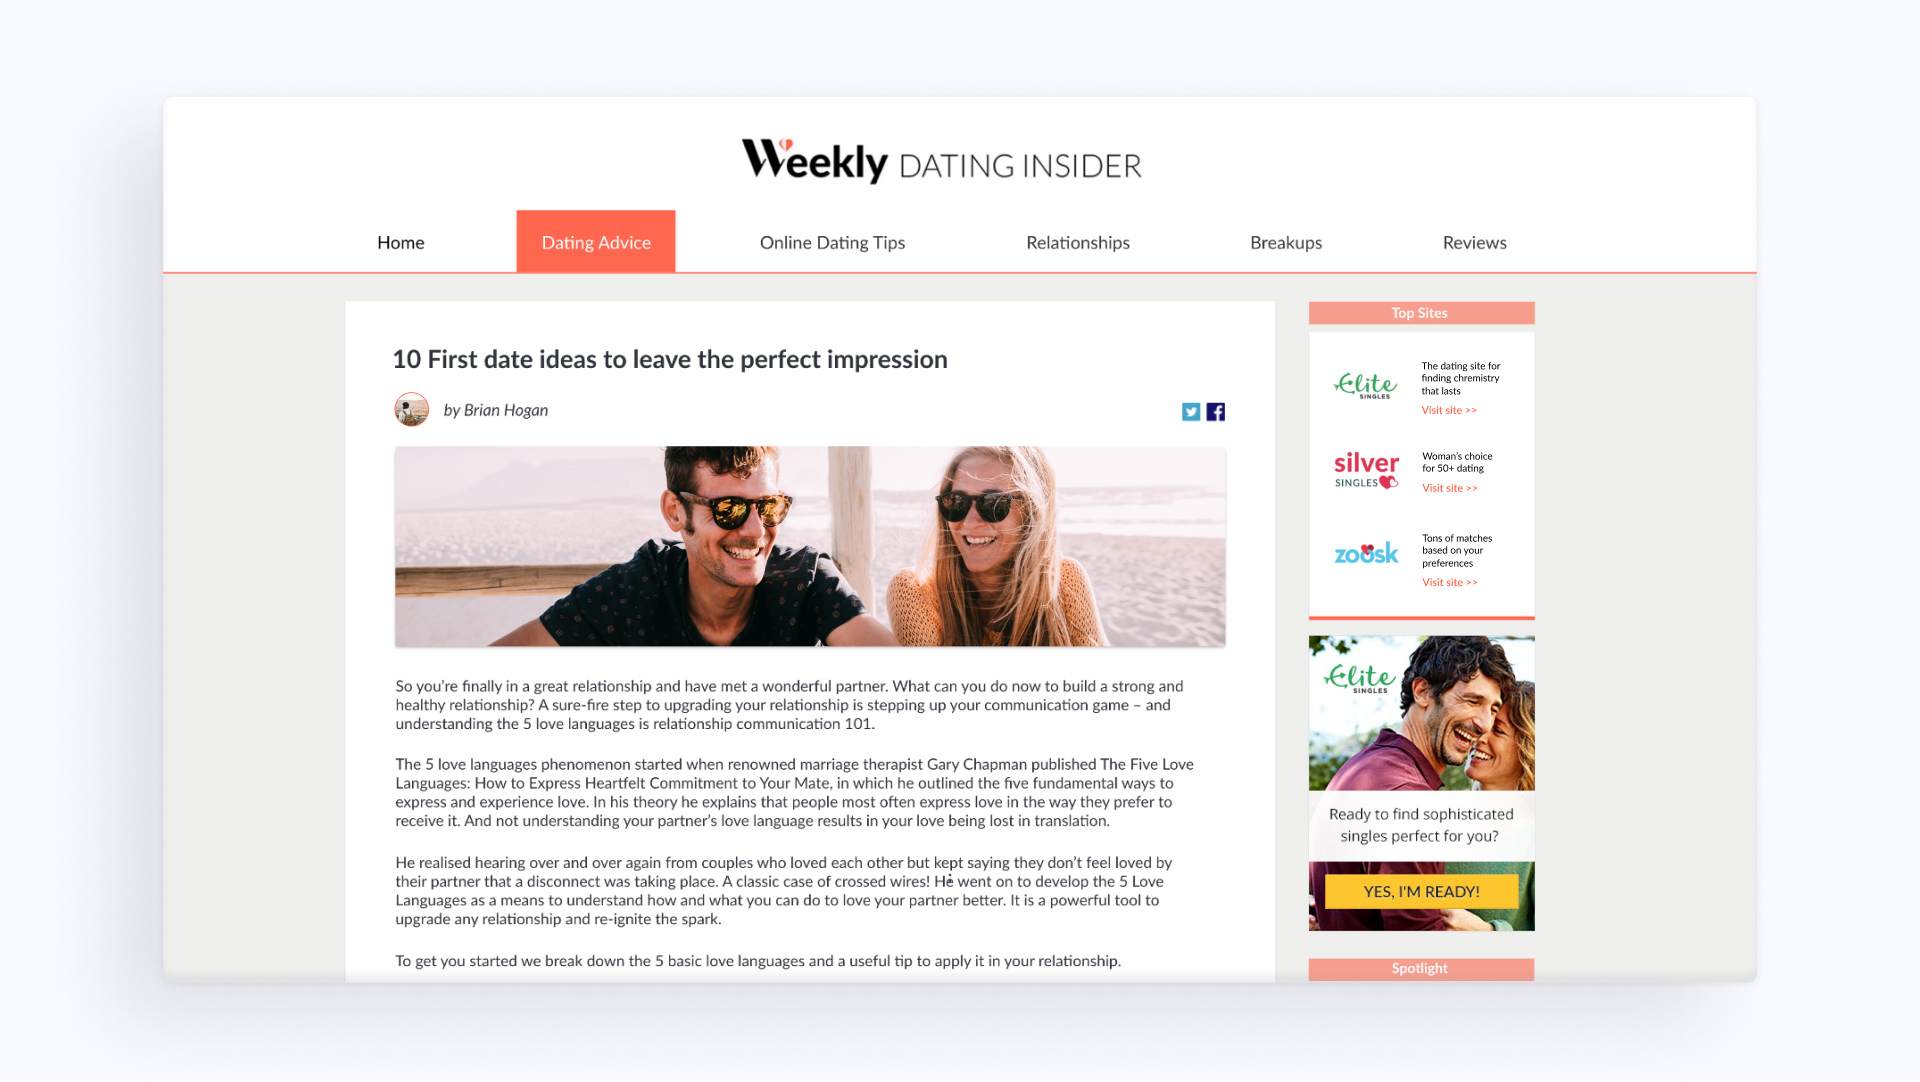 Weekly DATING INSIDER
Home
Dating Advice
Online Dating Tips
Relationships
Breakups
Reviews
10 First date ideas to leave the perfect impression
by Brian Hogan
So you're finally in a great relationship and have met a wonderful partner. What can you do now to build a strong and
healthy relationship? A sure-fire step to upgrading your relationship is stepping up your communication game – and
understanding the 5 love languages is relationship communication 101.
The 5 love languages phenomenon started when renowned marriage therapist Gary Chapman published The Five Love
Languages: How to Express Heartfelt Commitment to Your Mate, in which he outlined the five fundamental ways to
express and experience love. In his theory he explains that people most often express love in the way they prefer to
receive it. And not understanding your partner's love language results in your love being lost in translation.
He realised hearing over and over again from couples who loved each other but kept saying they don't feel loved by
their partner that a disconnect was taking place. A classic case of crossed wires! He went on to develop the 5 Love
Languages as a means to understand how and what you can do to love your partner better. It is a powerful tool to
upgrade any relationship and re-ignite the spark.
To get you started we break down the 5 basic love languages and a useful tip to apply it in your relationship.
Top Sites
Elite
SINGLES
The dating site for
finding chremistry
that lasts
Visit site >>
silver
SINGLES
Woman's choice
for 50+ dating
Visit site >>
zoosk
Tons of matches
based on your
preferences
Visit site >>
Elite
SINGLES
Ready to find sophisticated
singles perfect for you?
YES, I'M READY!
Spotlight